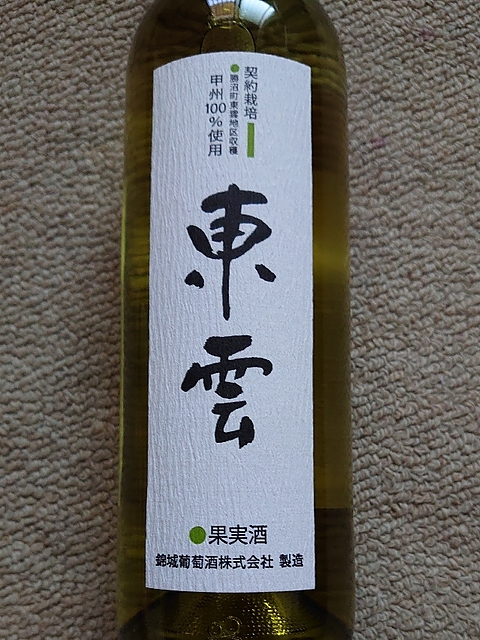 契約栽培
●勝沼町東雲地区収穫
甲州100%使用
東雲
●果実酒
錦城葡萄酒株式会社 製造